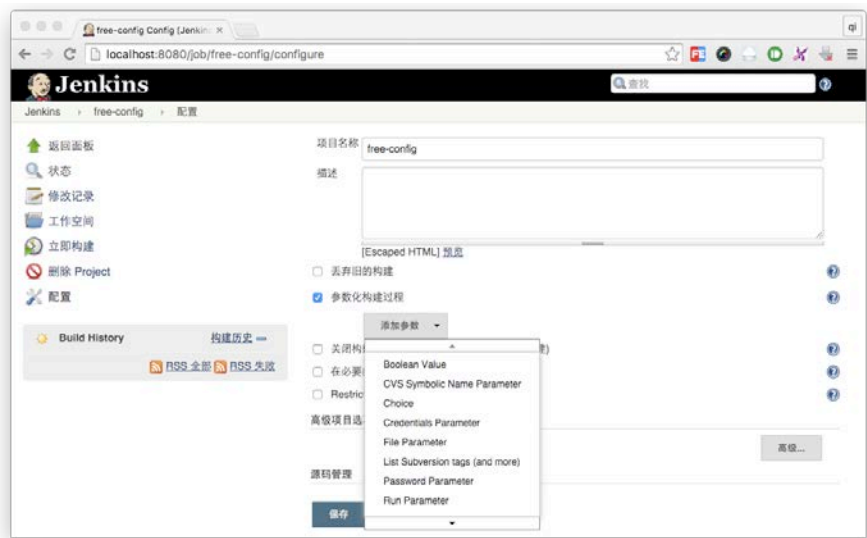 free-config Config [Jenkin
qi
localhost:8080/job/free-config/configure
Jenkins
查找
Jenkins › free-config › 配置
返回面板
状态
修改记录
工作空间
立即构建
删除 Project
配置
Build History 构建历史
RSS 全部 RSS 失败
项目名称 free-config
描述
[Escaped HTML] 预览
丢弃旧的构建
参数化构建过程
添加参数
关闭构 建)
在必要
Restric
高级项目选
高级...
源码管理
保存
Boolean Value
CVS Symbolic Name Parameter
Choice
Credentials Parameter
File Parameter
List Subversion tags (and more)
Password Parameter
Run Parameter